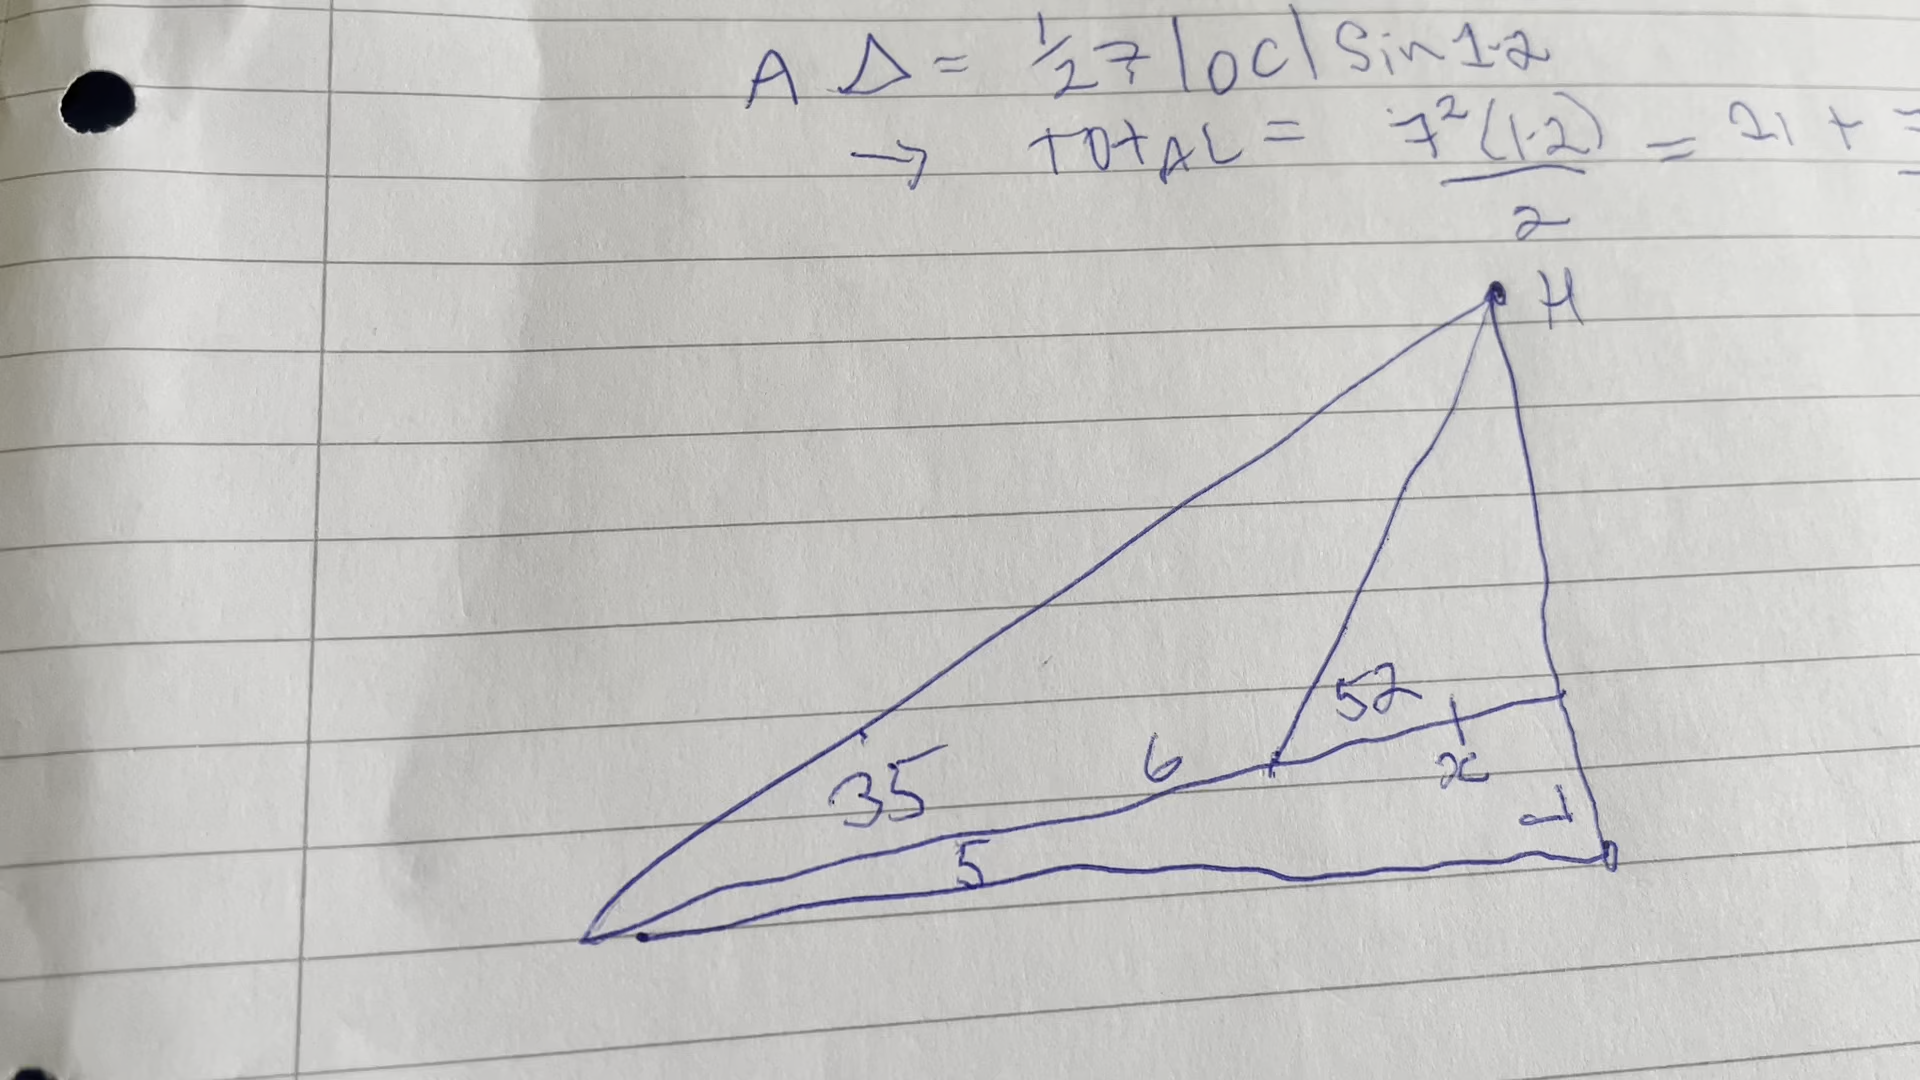 A △ = 1/2 7 |OC| Sin 1.2
→ TOTAL = 7²(1.2)/2 = 21 +
H
52
6
x
35
5